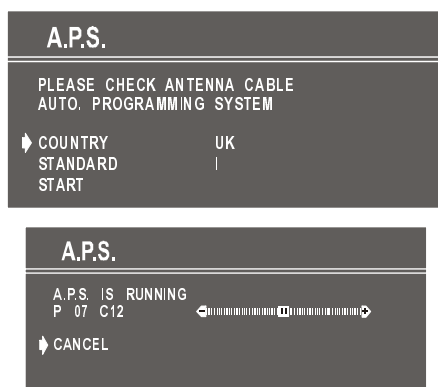 A.P.S.
PLEASE CHECK ANTENNA CABLE
AUTO. PROGRAMMING SYSTEM
COUNTRY UK
STANDARD I
START
A.P.S.
A.P.S. IS RUNNING
P 07 C12
CANCEL